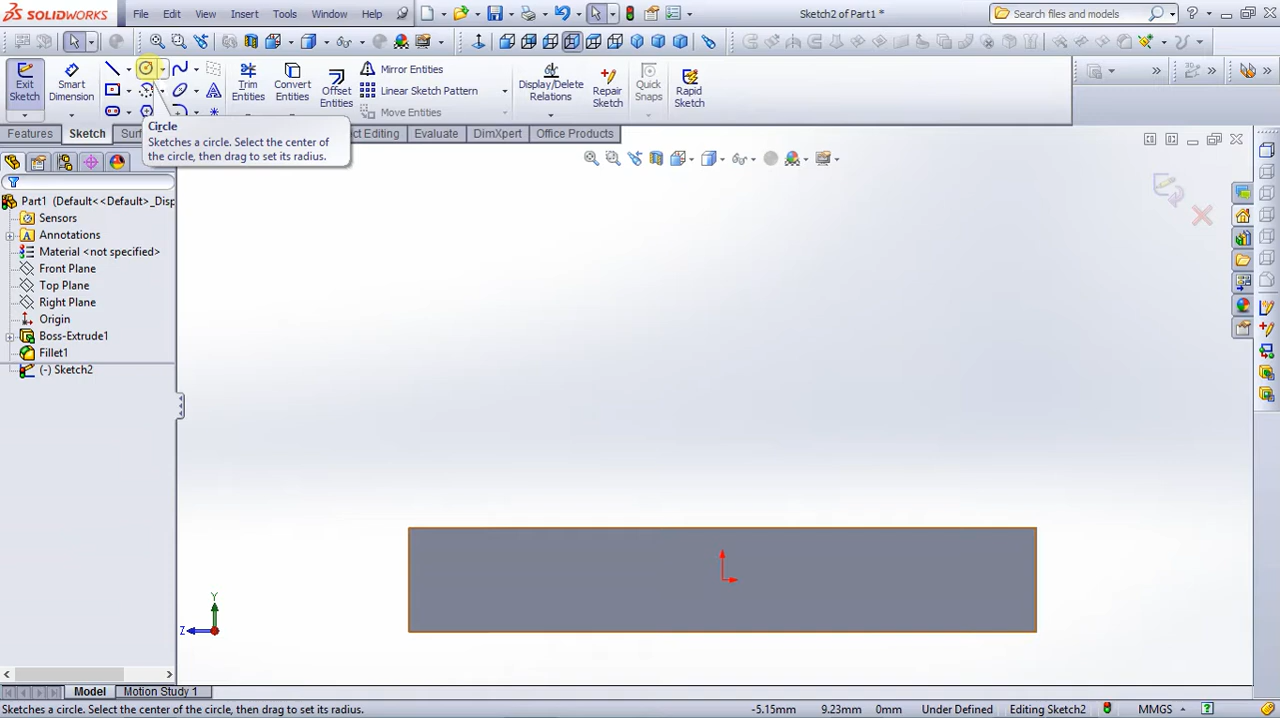 SOLIDWORKS File Edit View Insert Tools Window Help Sketch2 of Part1 * Search files and models
Exit Sketch
Smart Dimension
Trim Entities
Convert Entities
Offset Entities
Mirror Entities
Linear Sketch Pattern
Move Entities
Display/Delete Relations
Repair Sketch
Quick Snaps
Rapid Sketch
Circle
Sketches a circle. Select the center of
the circle, then drag to set its radius.
Features Sketch Editing Evaluate DimXpert Office Products
Part1 (Default<<Default>_Disp
Sensors
Annotations
Material <not specified>
Front Plane
Top Plane
Right Plane
Origin
Boss-Extrude1
Fillet1
(-) Sketch2
Y
Z
Model Motion Study 1
Sketches a circle. Select the center of the circle, then drag to set its radius. -5.15mm 9.23mm 0mm Under Defined Editing Sketch2 MMGS